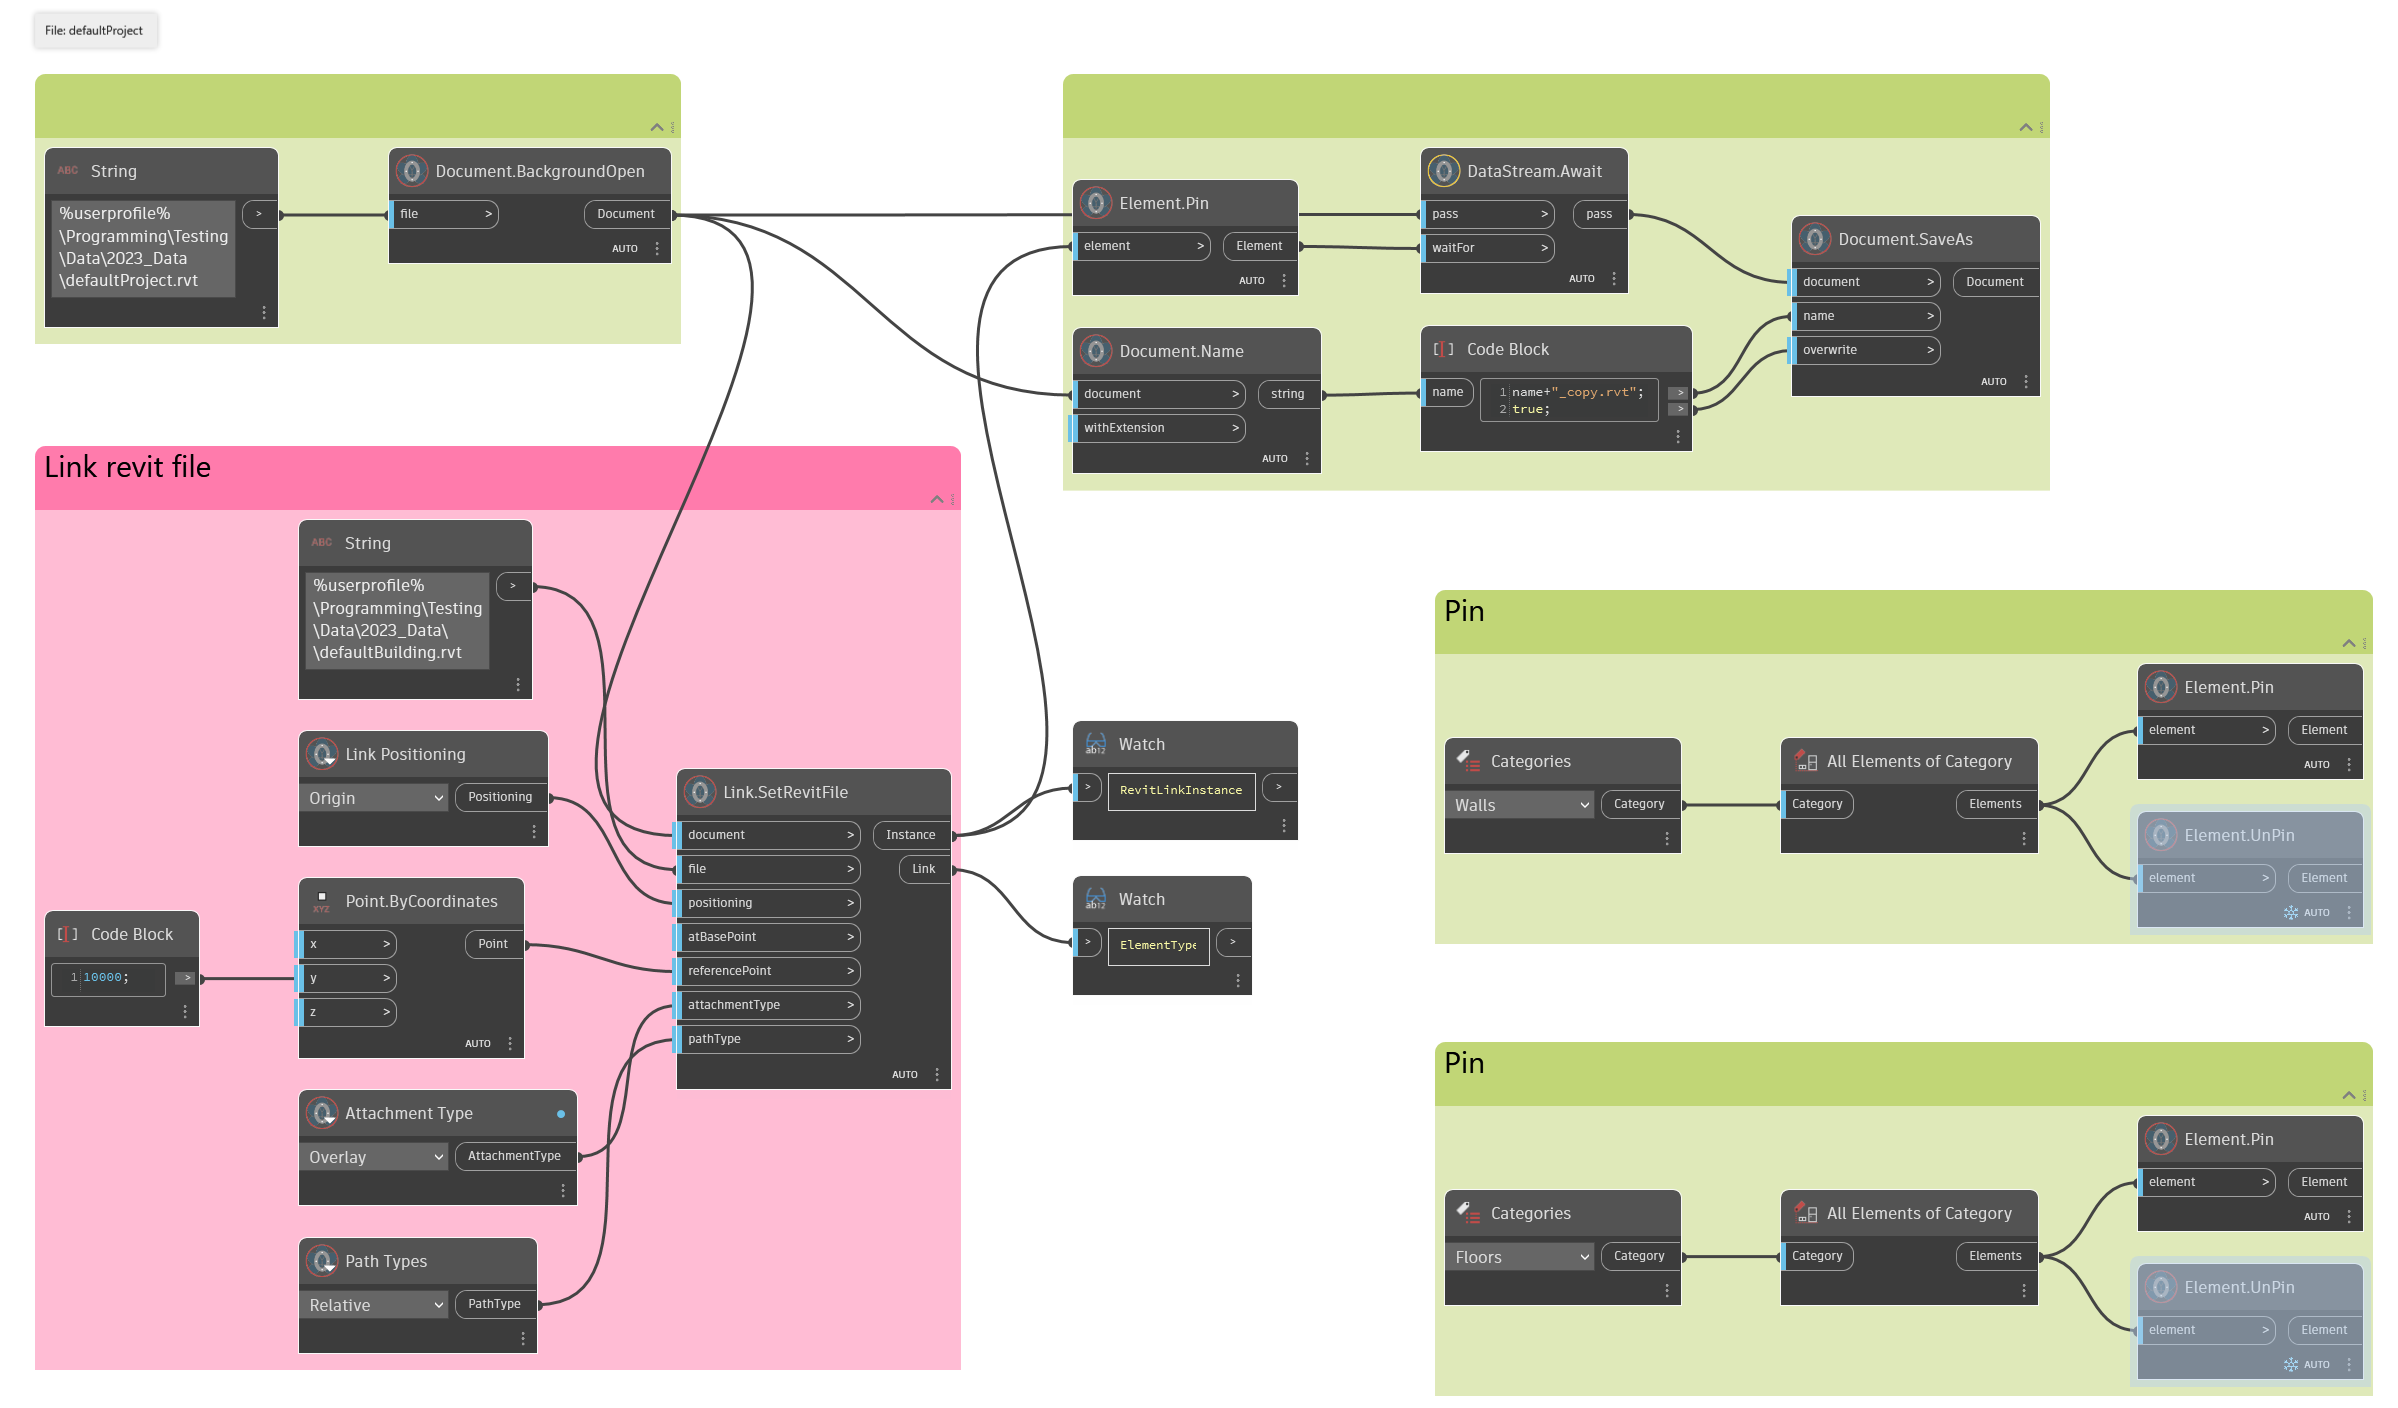 File: defaultProject
ABC String
%userprofile%
\Programming\Testing
\Data\2023_Data
\defaultProject.rvt
>
Document.BackgroundOpen
file > Document
AUTO
Element.Pin
element > Element
AUTO
DataStream.Await
pass > pass
waitFor >
AUTO
Document.SaveAs
document > Document
name >
overwrite >
AUTO
Document.Name
document > string
withExtension >
AUTO
Code Block
name 1 name+"_copy.rvt"; >
2 true; >
Link revit file
ABC String
%userprofile%
\Programming\Testing
\Data\2023_Data\
\defaultBuilding.rvt
>
Link Positioning
Origin Positioning
XYZ Point.ByCoordinates
x > Point
y >
z >
AUTO
Code Block
1 10000; >
Attachment Type
Overlay AttachmentType
Path Types
Relative PathType
Link.SetRevitFile
document > Instance
file > Link
positioning >
atBasePoint >
referencePoint >
attachmentType >
pathType >
AUTO
ab12 Watch
> RevitLinkInstance >
ab12 Watch
> ElementType >
Pin
Categories
Walls Category
All Elements of Category
Category Elements
Element.Pin
element > Element
AUTO
Element.UnPin
element > Element
AUTO
Pin
Categories
Floors Category
All Elements of Category
Category Elements
Element.Pin
element > Element
AUTO
Element.UnPin
element > Element
AUTO